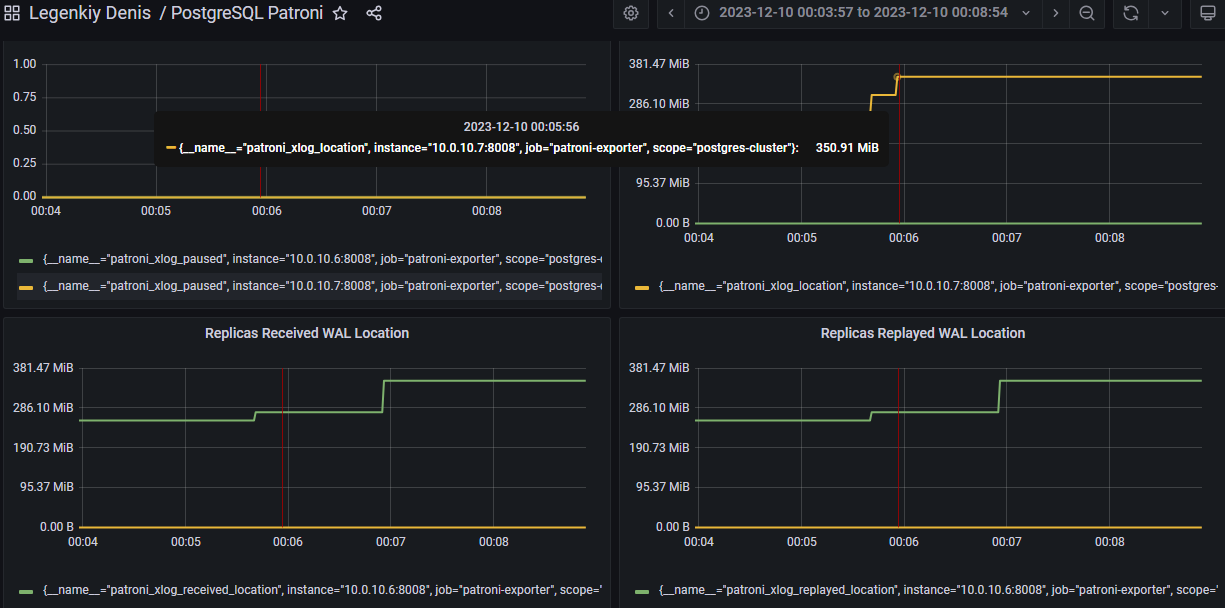 Legenkiy Denis / PostgreSQL Patroni
2023-12-10 00:03:57 to 2023-12-10 00:08:54
1.00
0.75
0.50
0.25
0.00
00:04 00:05 00:06 00:07 00:08
{__name__="patroni_xlog_paused", instance="10.0.10.6:8008", job="patroni-exporter", scope="postgres-
{__name__="patroni_xlog_paused", instance="10.0.10.7:8008", job="patroni-exporter", scope="postgres-
381.47 MiB
286.10 MiB
95.37 MiB
0.00 B
00:04 00:05 00:06 00:07 00:08
{__name__="patroni_xlog_location", instance="10.0.10.7:8008", job="patroni-exporter", scope="postgres-
2023-12-10 00:05:56
{__name__="patroni_xlog_location", instance="10.0.10.7:8008", job="patroni-exporter", scope="postgres-cluster"}: 350.91 MiB
Replicas Received WAL Location
381.47 MiB
286.10 MiB
190.73 MiB
95.37 MiB
0.00 B
00:04 00:05 00:06 00:07 00:08
{__name__="patroni_xlog_received_location", instance="10.0.10.6:8008", job="patroni-exporter", scope="
Replicas Replayed WAL Location
381.47 MiB
286.10 MiB
190.73 MiB
95.37 MiB
0.00 B
00:04 00:05 00:06 00:07 00:08
{__name__="patroni_xlog_replayed_location", instance="10.0.10.6:8008", job="patroni-exporter", scope="